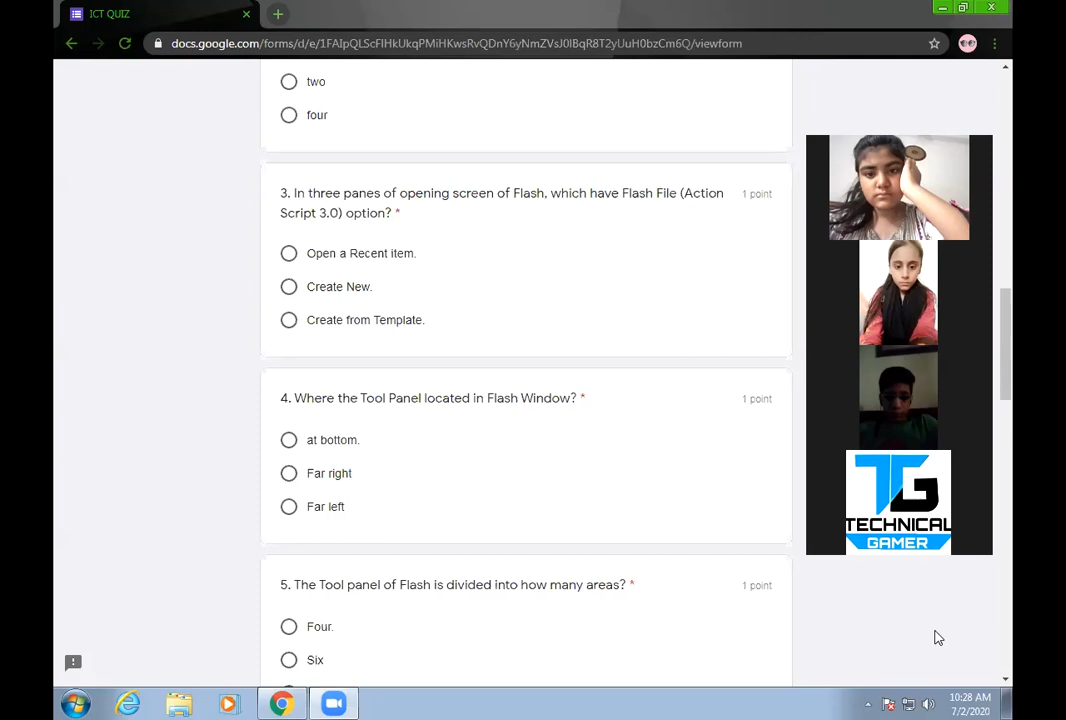 ICT QUIZ
docs.google.com/forms/d/e/1FAIpQLScFIHkUkqPMiHKwsRvQDnY6yNmZVsJ0lBqR8T2yUuH0bzCm6Q/viewform
two
four
3. In three panes of opening screen of Flash, which have Flash File (Action
Script 3.0) option? *
1 point
Open a Recent item.
Create New.
Create from Template.
4. Where the Tool Panel located in Flash Window? *
1 point
at bottom.
Far right
Far left
5. The Tool panel of Flash is divided into how many areas? *
1 point
Four.
Six
TG
TECHNICAL
GAMER
10:28 AM
7/2/2020